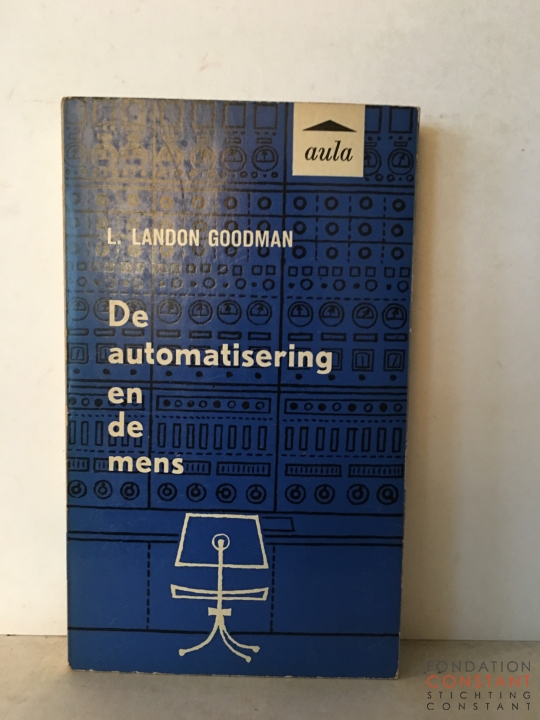 aula
L. LANDON GOODMAN
De
automatisering
en
de
mens
FONDATION
CONSTANT
STICHTING
CONSTANT